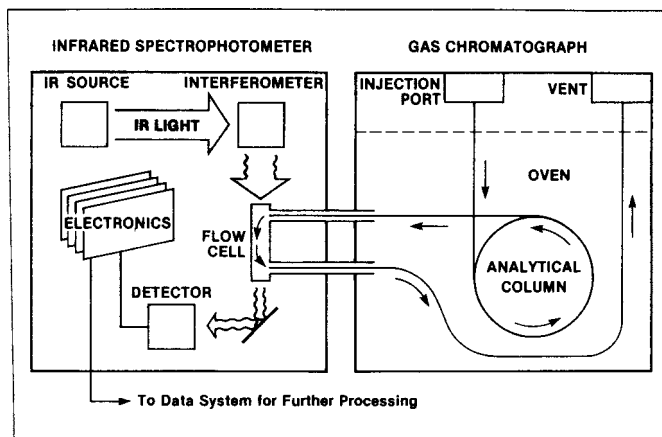 INFRARED SPECTROPHOTOMETER
GAS CHROMATOGRAPH
IR SOURCE
INTERFEROMETER
IR LIGHT
INJECTION
PORT
VENT
OVEN
ELECTRONICS
FLOW
CELL
ANALYTICAL
COLUMN
DETECTOR
To Data System for Further Processing